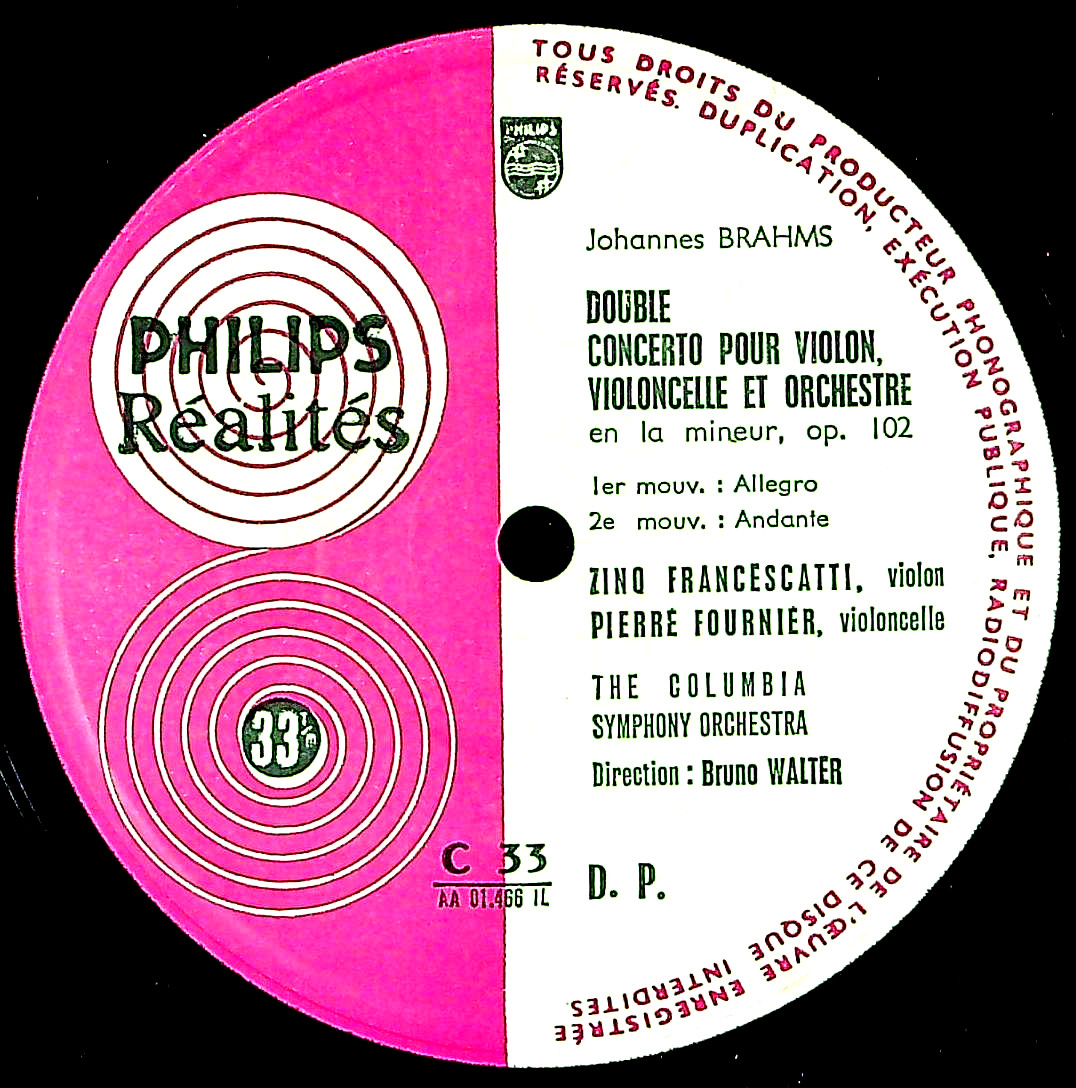 TOUS DROITS DU PRODUCTEUR PHONOGRAPHIQUE ET DU PROPRIÉTAIRE DE L'ŒUVRE ENREGISTRÉE
RÉSERVÉS. DUPLICATION, EXÉCUTION PUBLIQUE, RADIODIFFUSION DE CE DISQUE INTERDITES
PHILIPS
PHILIPS
Réalités
33
Johannes BRAHMS
DOUBLE
CONCERTO POUR VIOLON,
VIOLONCELLE ET ORCHESTRE
en la mineur, op. 102
1er mouv. : Allegro
2e mouv. : Andante
ZINO FRANCESCATTI, violon
PIERRE FOURNIER, violoncelle
THE COLUMBIA
SYMPHONY ORCHESTRA
Direction : Bruno WALTER
C 33
AA 01.466 1L
D. P.